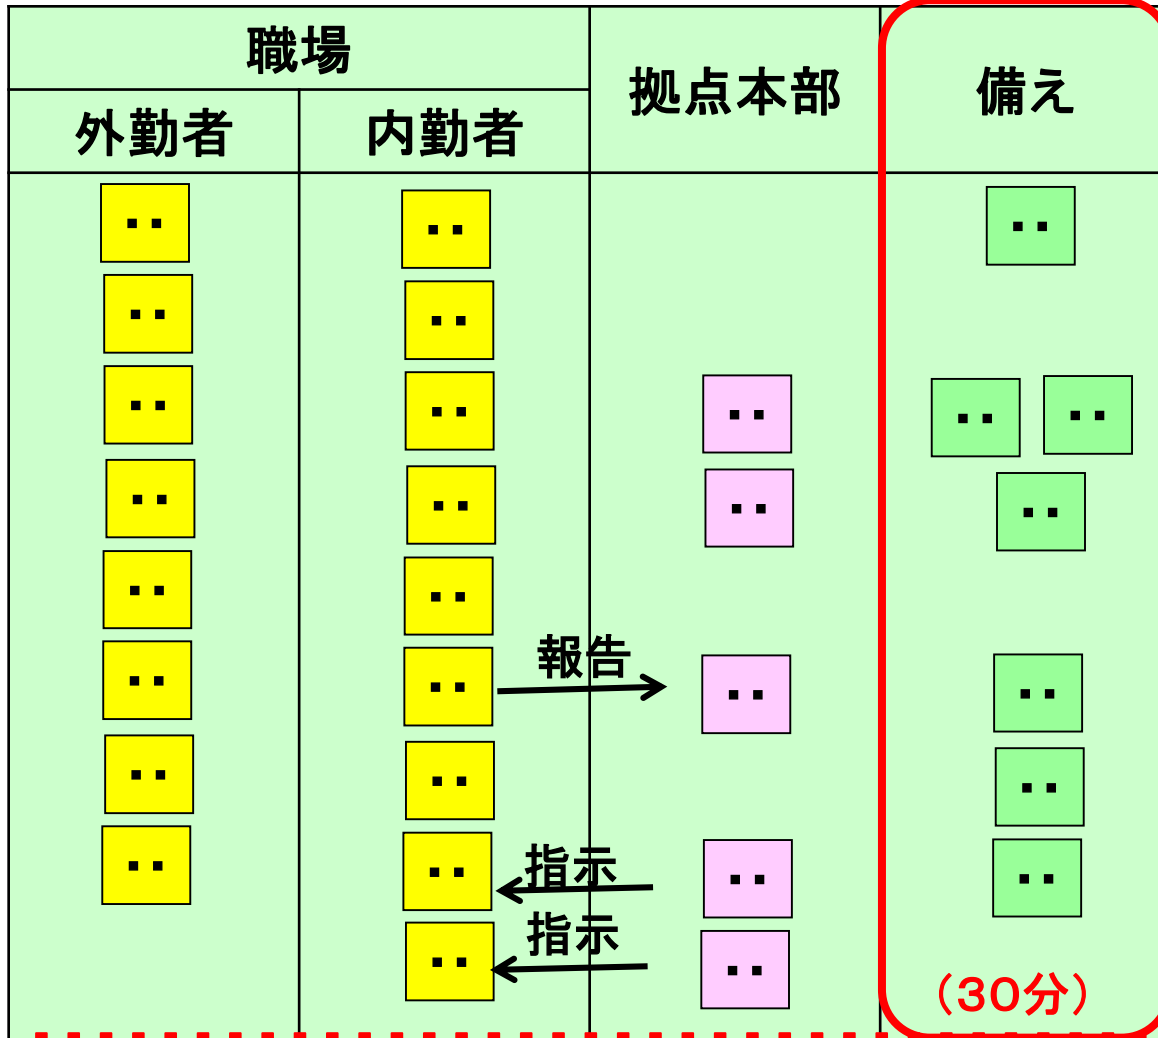 職場
拠点本部
備え
外勤者
内勤者
報告
指示
指示
（30分）